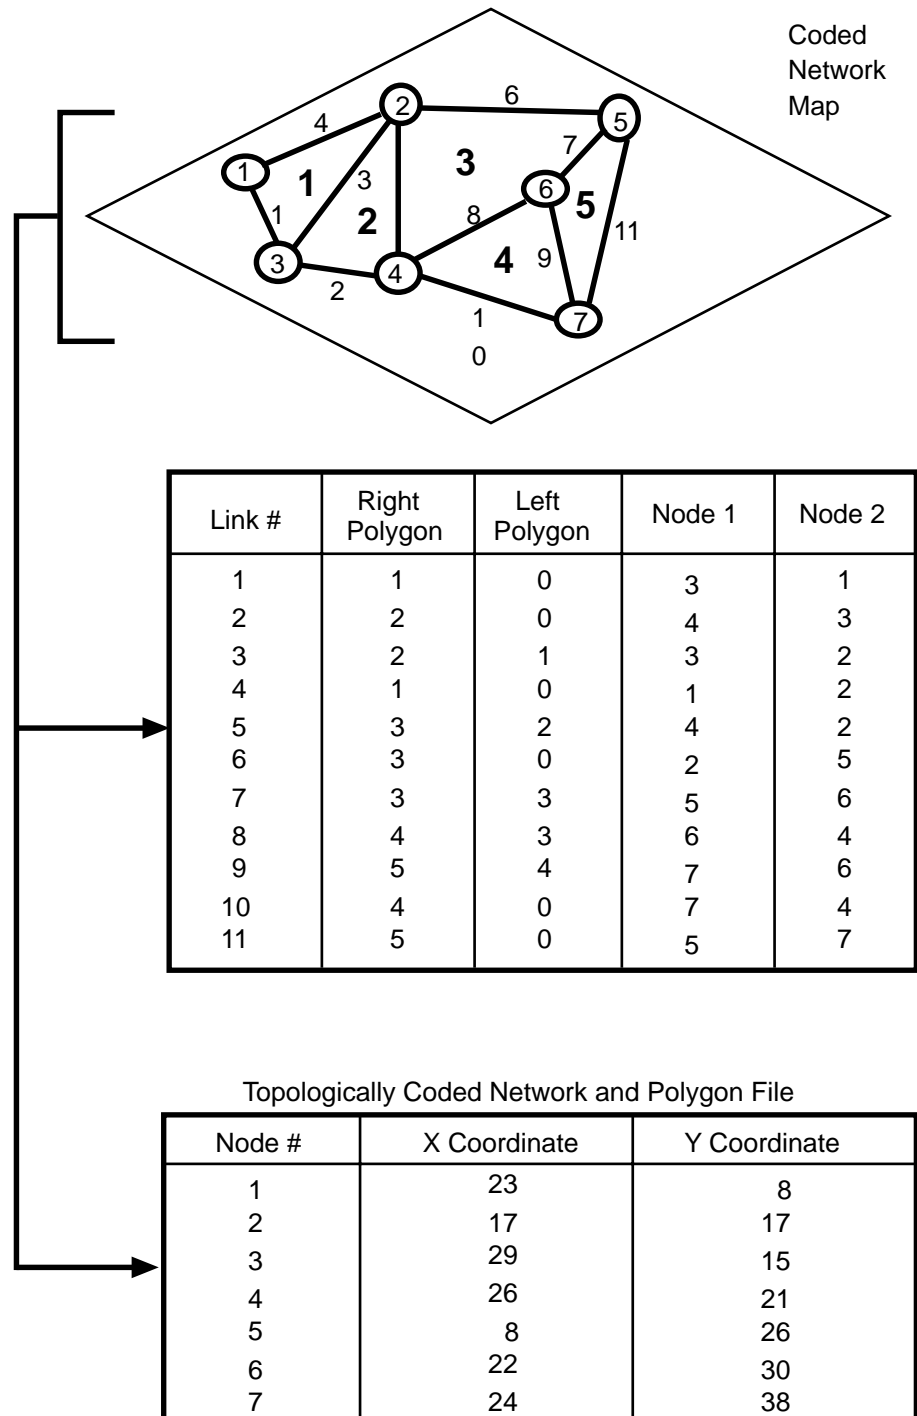 Coded
Network
Map
6
2
5
4
7
3
1
1
3
6
5
8
2
1
11
4
9
3
4
2
1
7
0
Link # Right Polygon Left Polygon Node 1 Node 2
1 1 0 3 1
2 2 0 4 3
3 2 1 3 2
4 1 0 1 2
5 3 2 4 2
6 3 0 2 5
7 3 3 5 6
8 4 3 6 4
9 5 4 7 6
10 4 0 7 4
11 5 0 5 7
Topologically Coded Network and Polygon File
Node # X Coordinate Y Coordinate
1 23 8
2 17 17
3 29 15
4 26 21
5 8 26
6 22 30
7 24 38